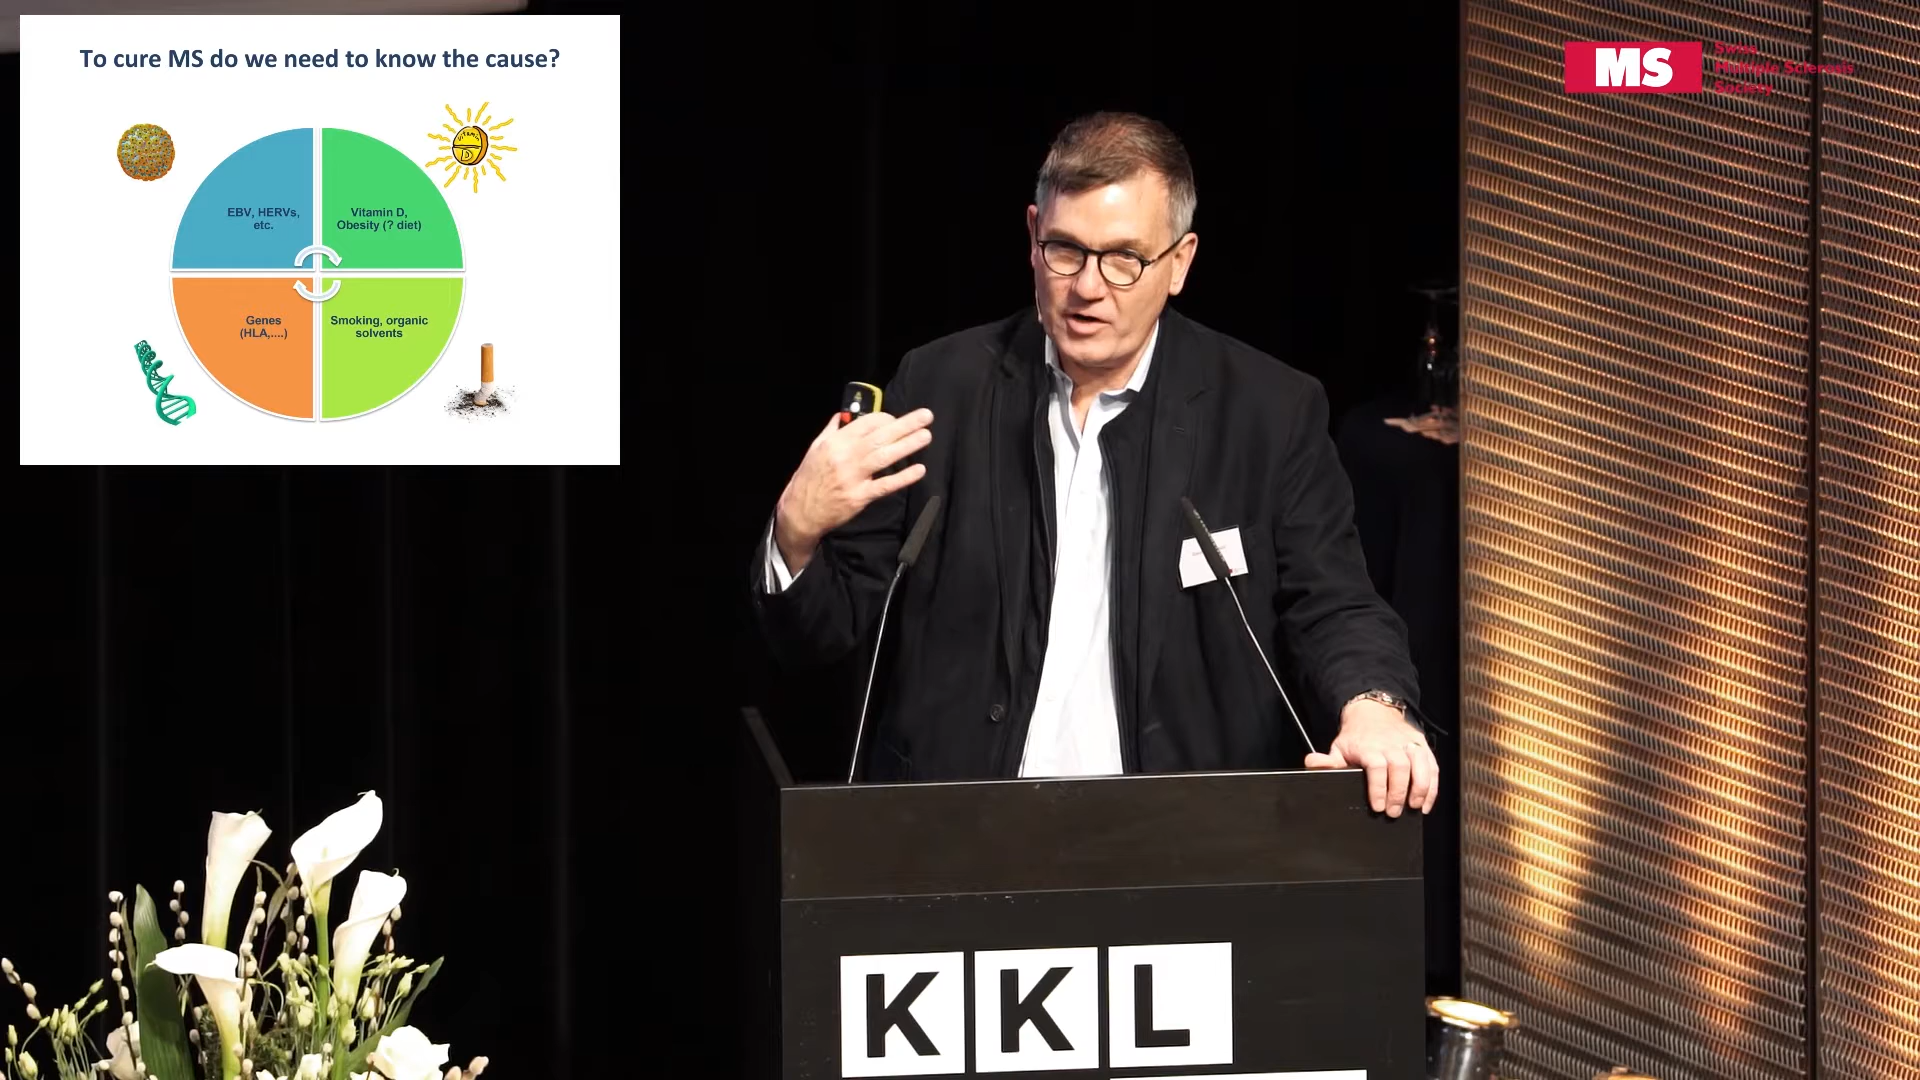 To cure MS do we need to know the cause?
Vitamin
D
EBV, HERVs,
etc.
Vitamin D,
Obesity (? diet)
Genes
(HLA,....)
Smoking, organic
solvents
MS
Swiss
Multiple Sclerosis
Society
KKL